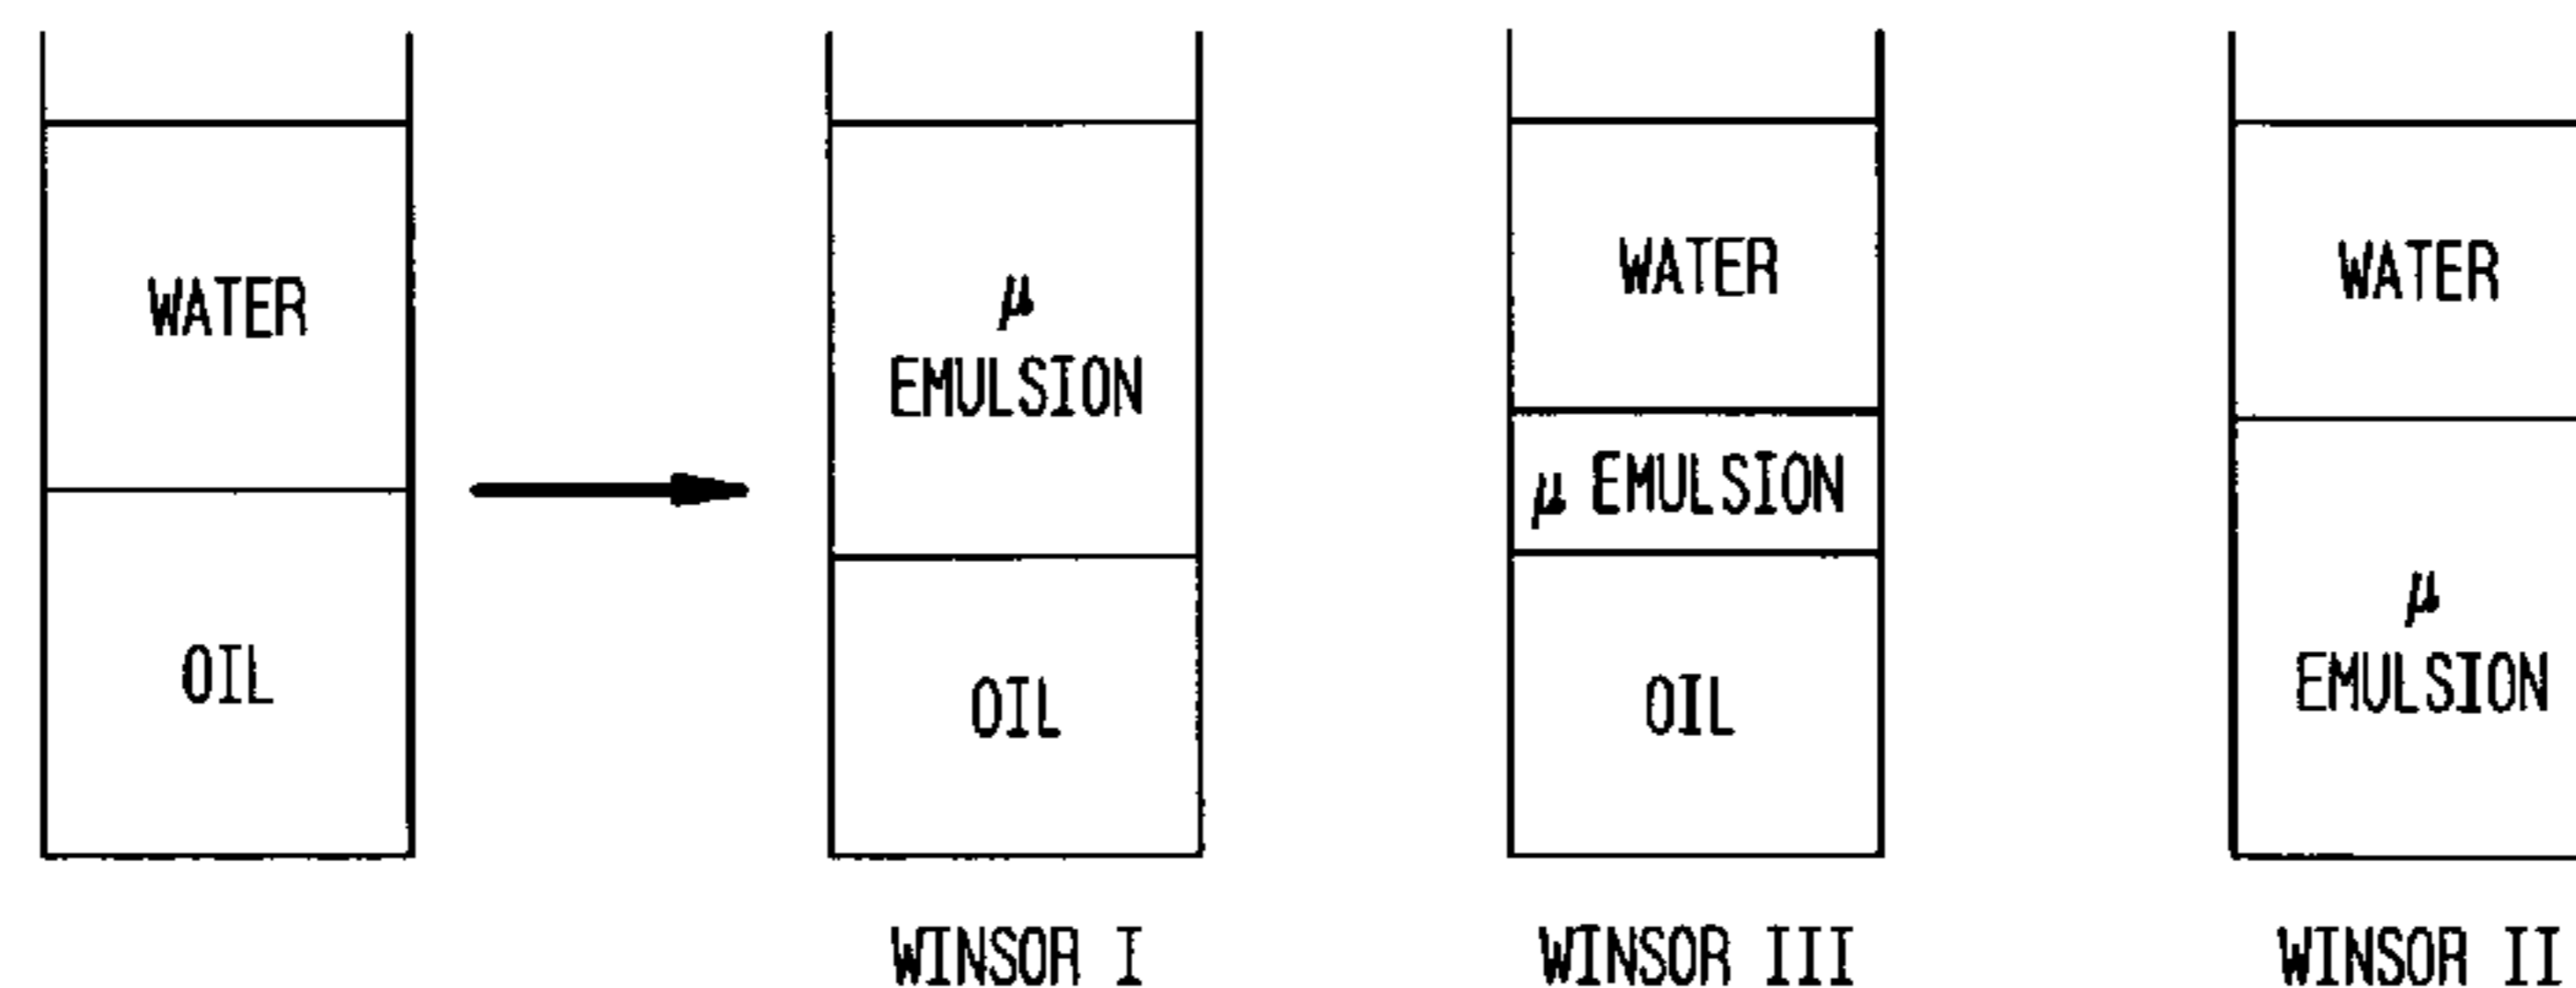 WATER
OIL
μ
EMULSION
OIL
WINSOR I
WATER
μ EMULSION
OIL
WINSOR III
WATER
μ
EMULSION
WINSOR II